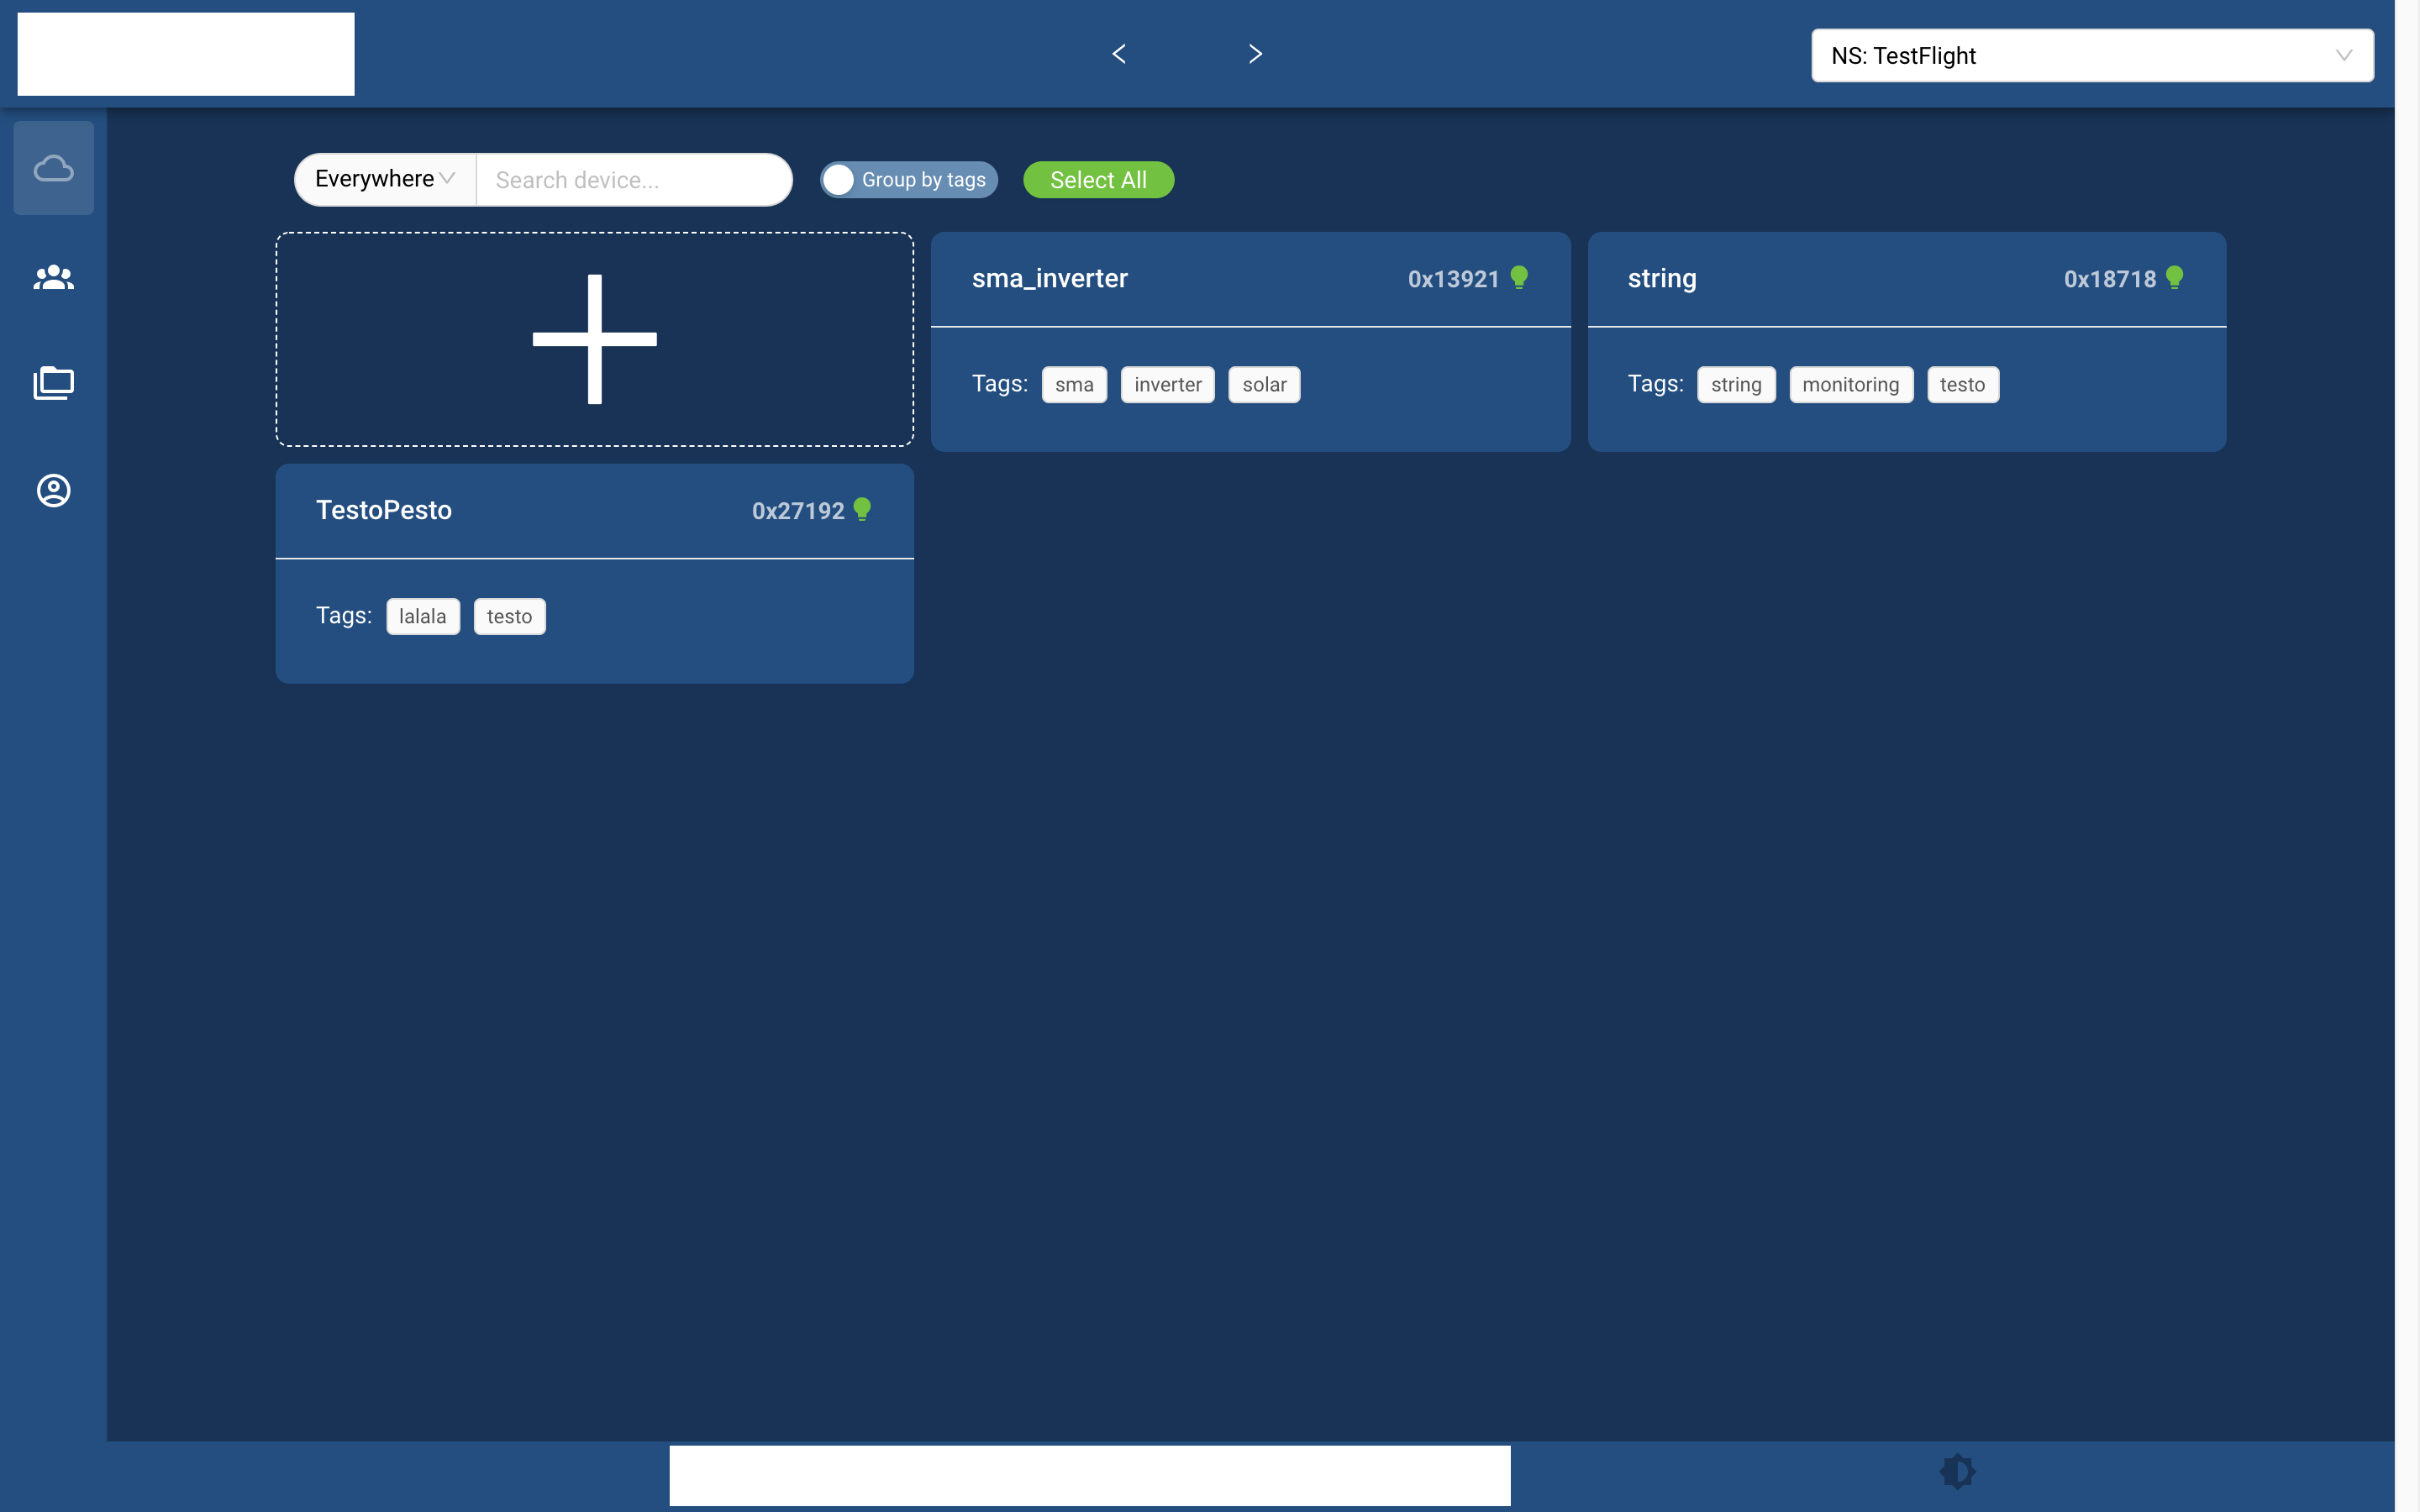 NS: TestFlight
Everywhere Search device... Group by tags Select All
sma_inverter 0x13921
Tags: sma inverter solar
string 0x18718
Tags: string monitoring testo
TestoPesto 0x27192
Tags: lalala testo